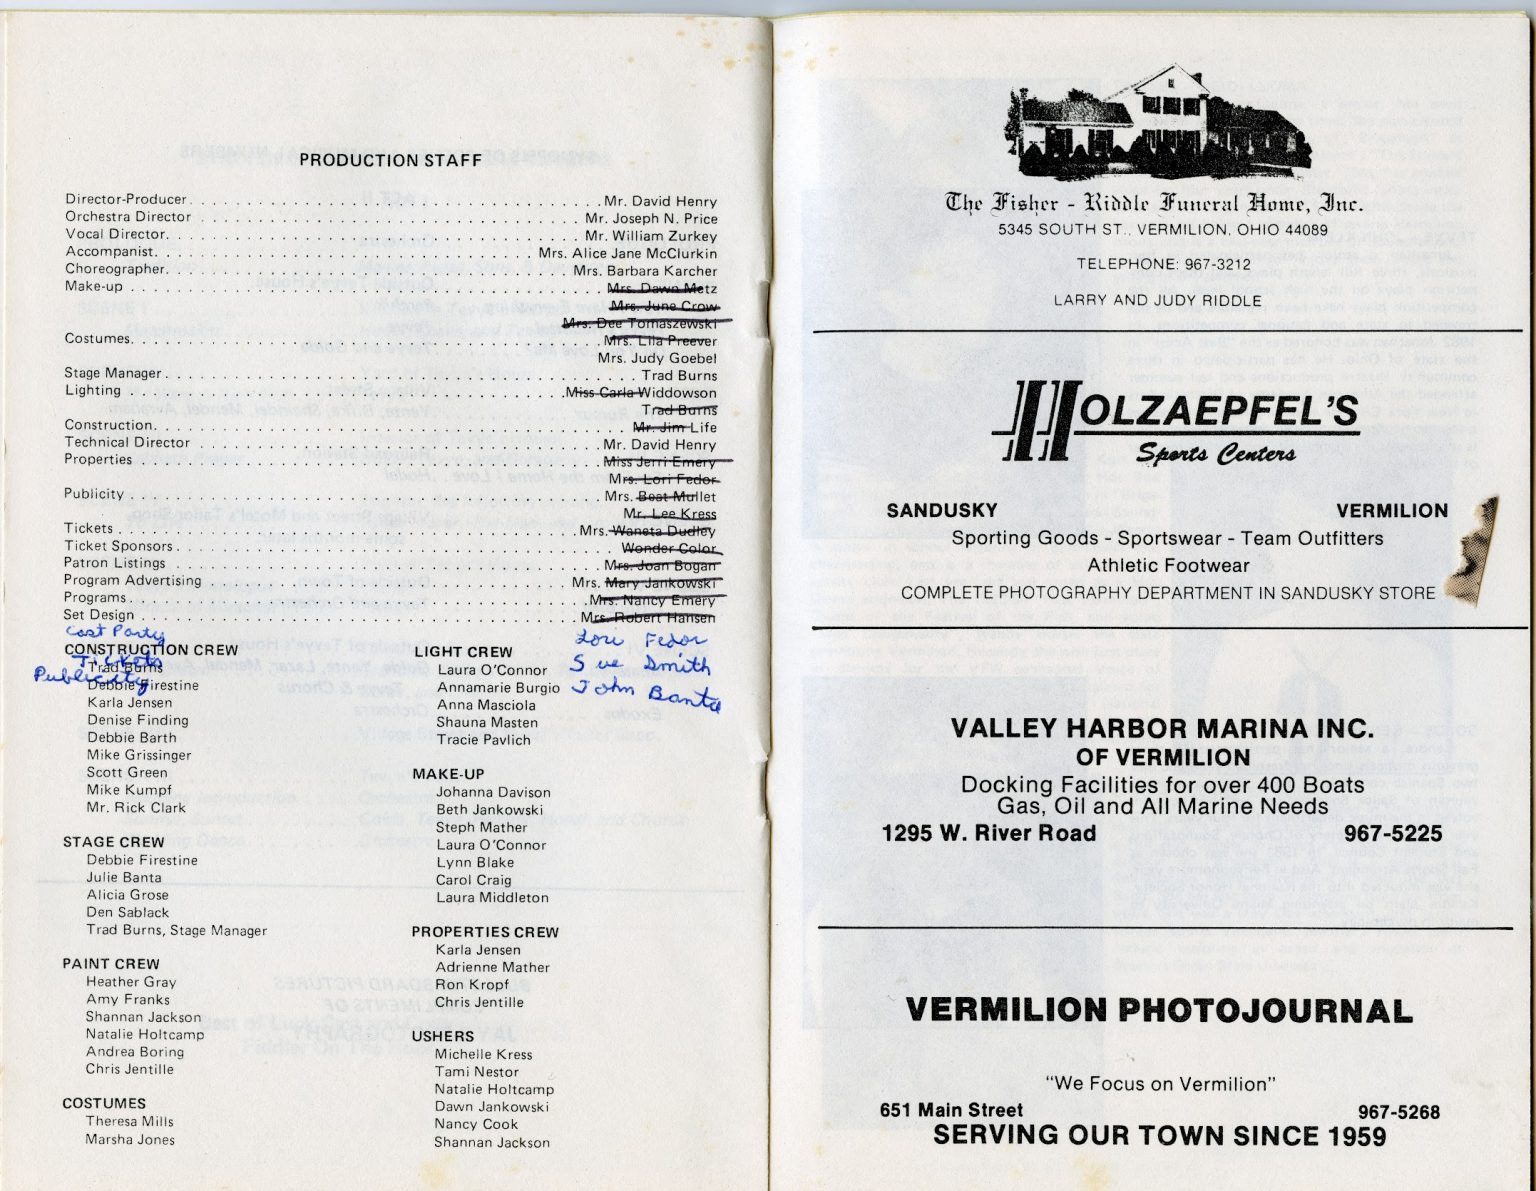 PRODUCTION STAFF
Director-Producer . . . Mr. David Henry
Orchestra Director . . . Mr. Joseph N. Price
Vocal Director . . . Mr. William Zurkey
Accompanist . . . Mrs. Alice Jane McClurkin
Choreographer . . . Mrs. Barbara Karcher
Make-up . . . Mrs. Dawn Metz
Mrs. June Crow
Mrs. Dee Tomaszewski
Costumes . . . Mrs. Lila Preever
Mrs. Judy Goebel
Stage Manager . . . Trad Burns
Lighting . . . Miss Carla Widdowson
Trad Burns
Construction . . . Mr. Jim Life
Technical Director . . . Mr. David Henry
Properties . . . Miss Jerri Emery
Mrs. Lori Fedor
Publicity . . . Mrs. Beat Mullet
Mr. Lee Kress
Tickets . . . Mrs. Waneta Dudley
Ticket Sponsors . . . Wonder Color
Patron Listings . . . Mrs. Joan Bogan
Program Advertising . . . Mrs. Mary Jankowski
Programs . . . Mrs. Nancy Emery
Set Design . . . Mrs. Robert Hansen
Cast Party Lori Fedor
Tickets Sue Smith
Publicity John Banta
CONSTRUCTION CREW
Trad Burns
Debbie Firestine
Karla Jensen
Denise Finding
Debbie Barth
Mike Grissinger
Scott Green
Mike Kumpf
Mr. Rick Clark
STAGE CREW
Debbie Firestine
Julie Banta
Alicia Grose
Den Sablack
Trad Burns, Stage Manager
PAINT CREW
Heather Gray
Amy Franks
Shannan Jackson
Natalie Holtcamp
Andrea Boring
Chris Jentille
COSTUMES
Theresa Mills
Marsha Jones
LIGHT CREW
Laura O'Connor
Annamarie Burgio
Anna Masciola
Shauna Masten
Tracie Pavlich
MAKE-UP
Johanna Davison
Beth Jankowski
Steph Mather
Laura O'Connor
Lynn Blake
Carol Craig
Laura Middleton
PROPERTIES CREW
Karla Jensen
Adrienne Mather
Ron Kropf
Chris Jentille
USHERS
Michelle Kress
Tami Nestor
Natalie Holtcamp
Dawn Jankowski
Nancy Cook
Shannan Jackson
The Fisher - Riddle Funeral Home, Inc.
5345 SOUTH ST., VERMILION, OHIO 44089
TELEPHONE: 967-3212
LARRY AND JUDY RIDDLE
HOLZAEPFEL'S
Sports Centers
SANDUSKY VERMILION
Sporting Goods - Sportswear - Team Outfitters
Athletic Footwear
COMPLETE PHOTOGRAPHY DEPARTMENT IN SANDUSKY STORE
VALLEY HARBOR MARINA INC.
OF VERMILION
Docking Facilities for over 400 Boats
Gas, Oil and All Marine Needs
1295 W. River Road 967-5225
VERMILION PHOTOJOURNAL
"We Focus on Vermilion"
651 Main Street 967-5268
SERVING OUR TOWN SINCE 1959